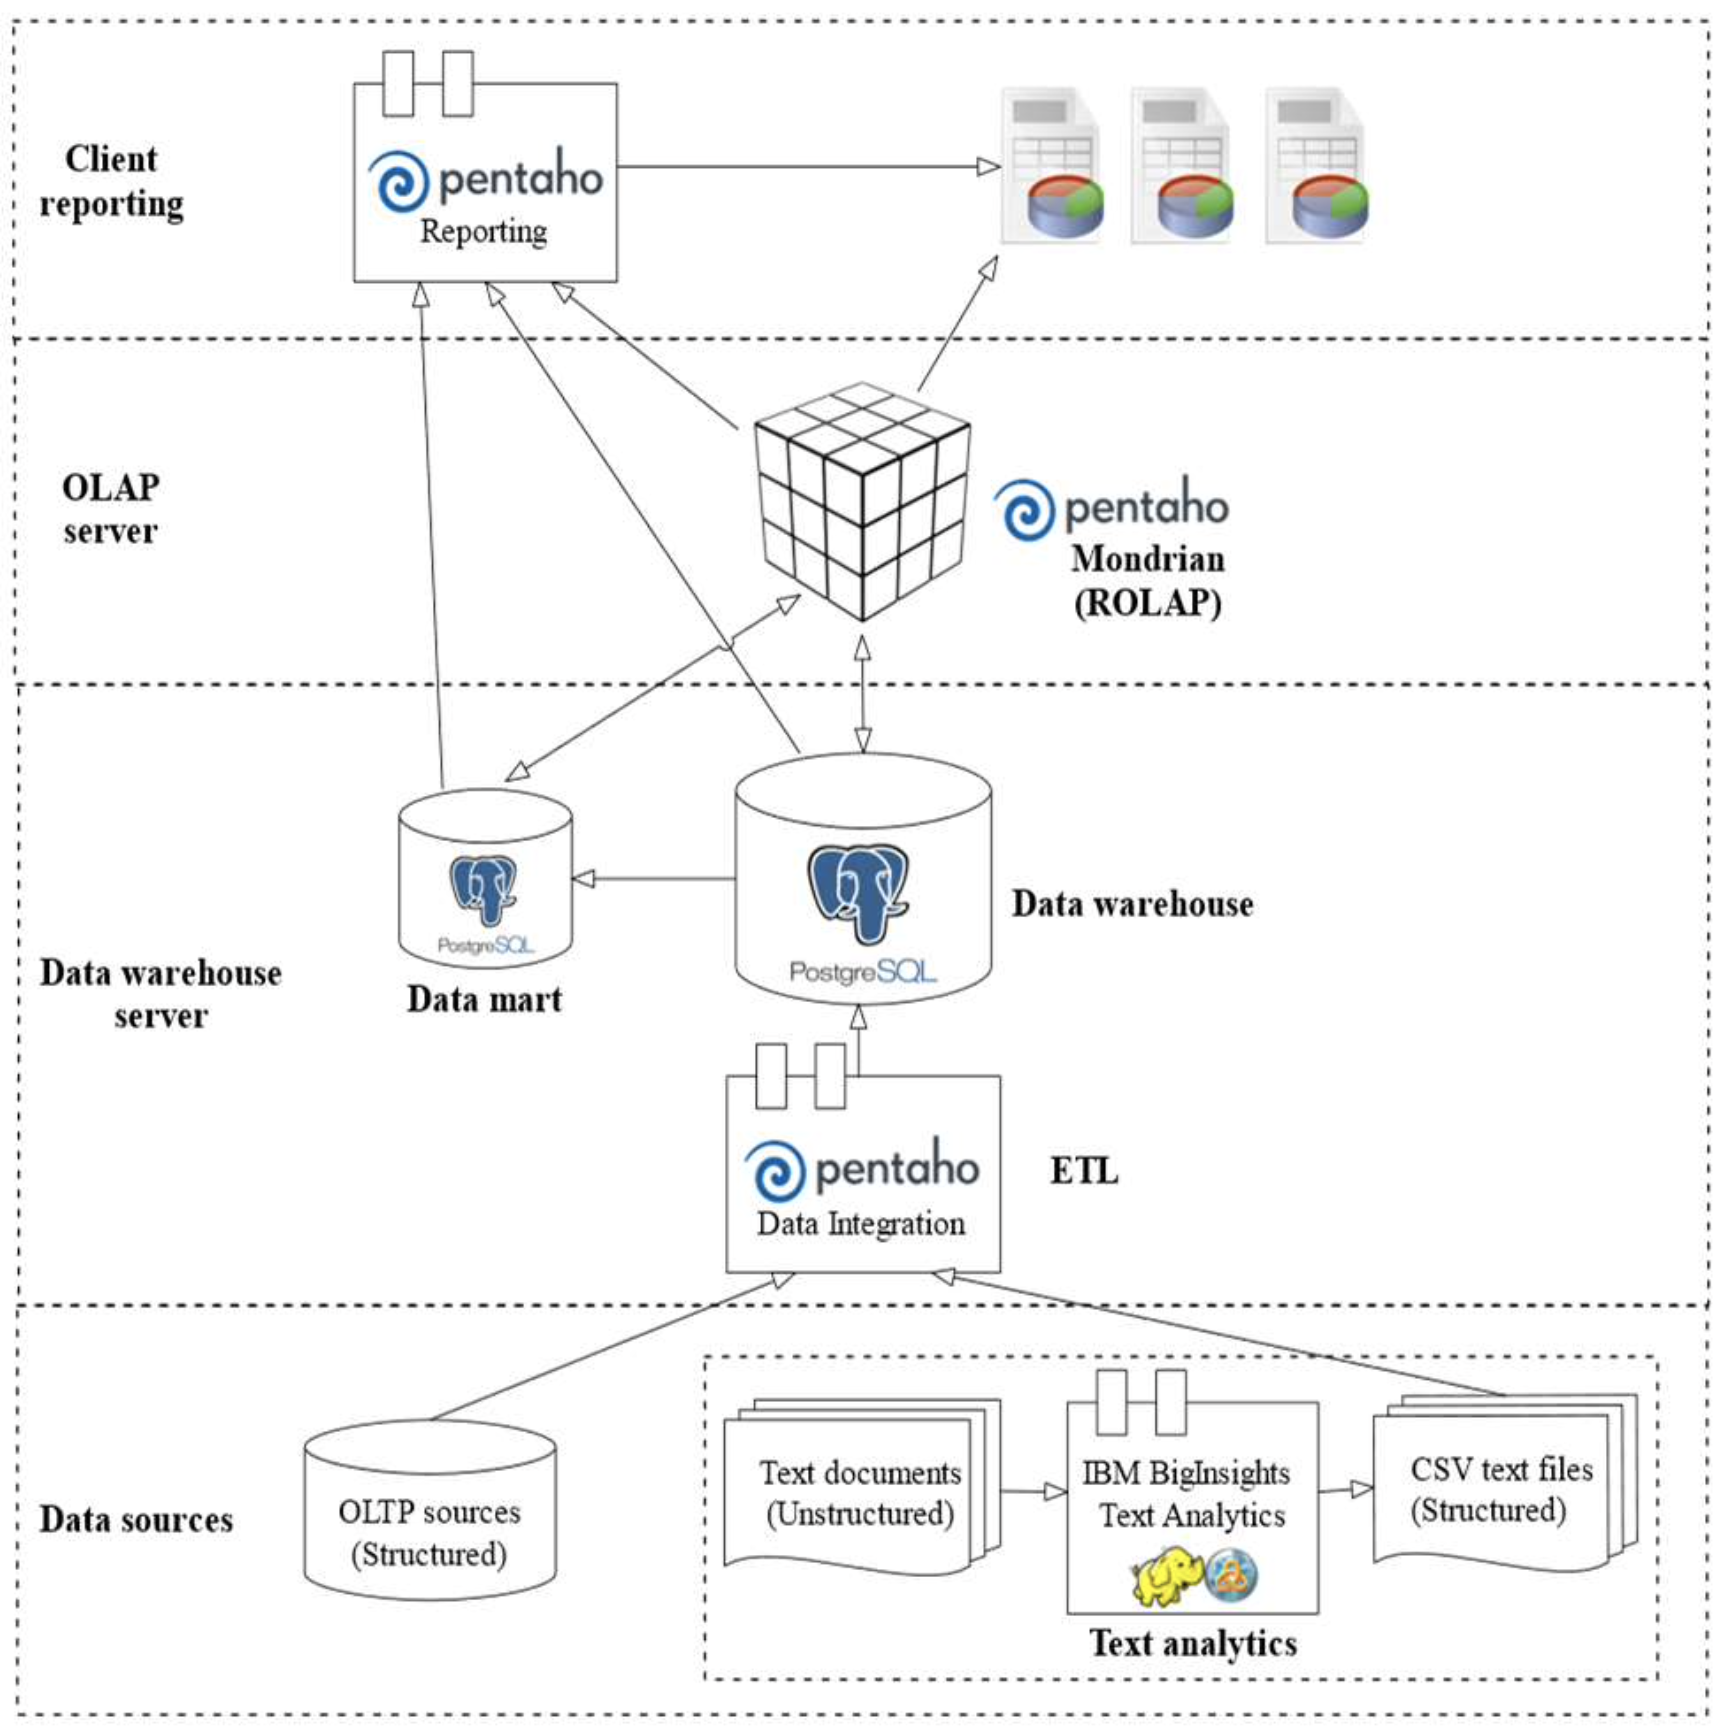 Client
reporting
pentaho
Reporting
OLAP
server
pentaho
Mondrian
(ROLAP)
PostgreSQL
Data mart
PostgreSQL
Data warehouse
Data warehouse
server
pentaho
Data Integration
ETL
Data sources
OLTP sources
(Structured)
Text documents
(Unstructured)
IBM BigInsights
Text Analytics
CSV text files
(Structured)
Text analytics